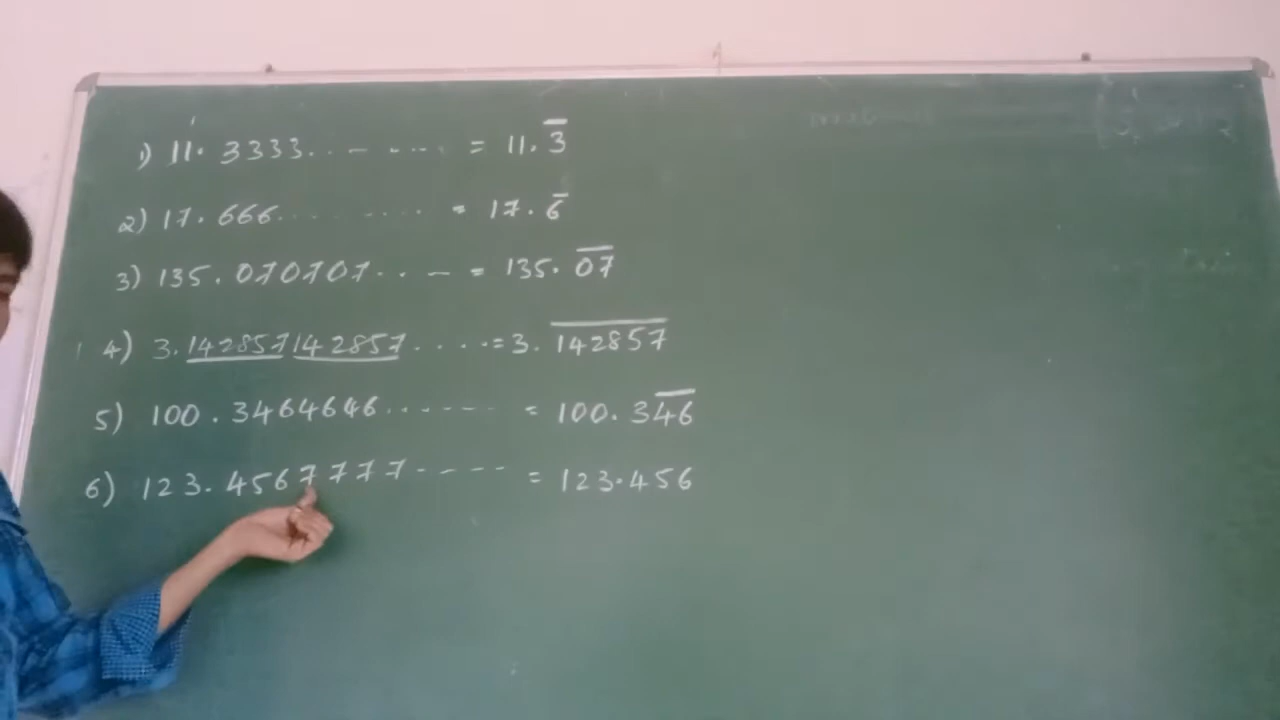 1) 11.3333........ = 11.3̅
2) 17.666........ = 17.6̅
3) 135.070707..– = 135.0̅7̅
4) 3.142857142857.....=3.1̅4̅2̅8̅5̅7̅
5) 100.3464646....... = 100.34̅6̅
6) 123.4567777.---- = 123.456